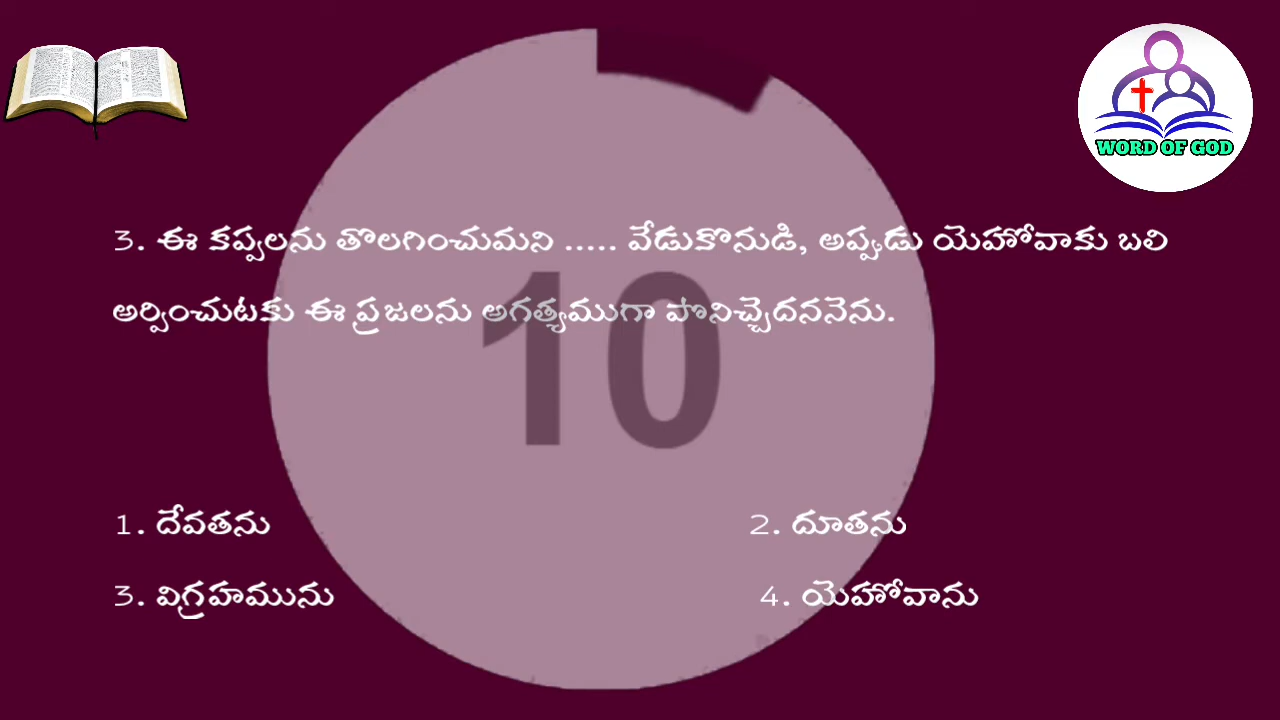 WORD OF GOD
3. ఈ కప్పలను తొలగించుమని ..... వేడుకొనుడి, అప్పుడు యెహోవాకు బలి
అర్పించుటకు ఈ ప్రజలను అగత్యముగా పొనిచ్చెదననెను.
10
1. దేవతను
2. దూతను
3. విగ్రహమును
4. యెహోవాను